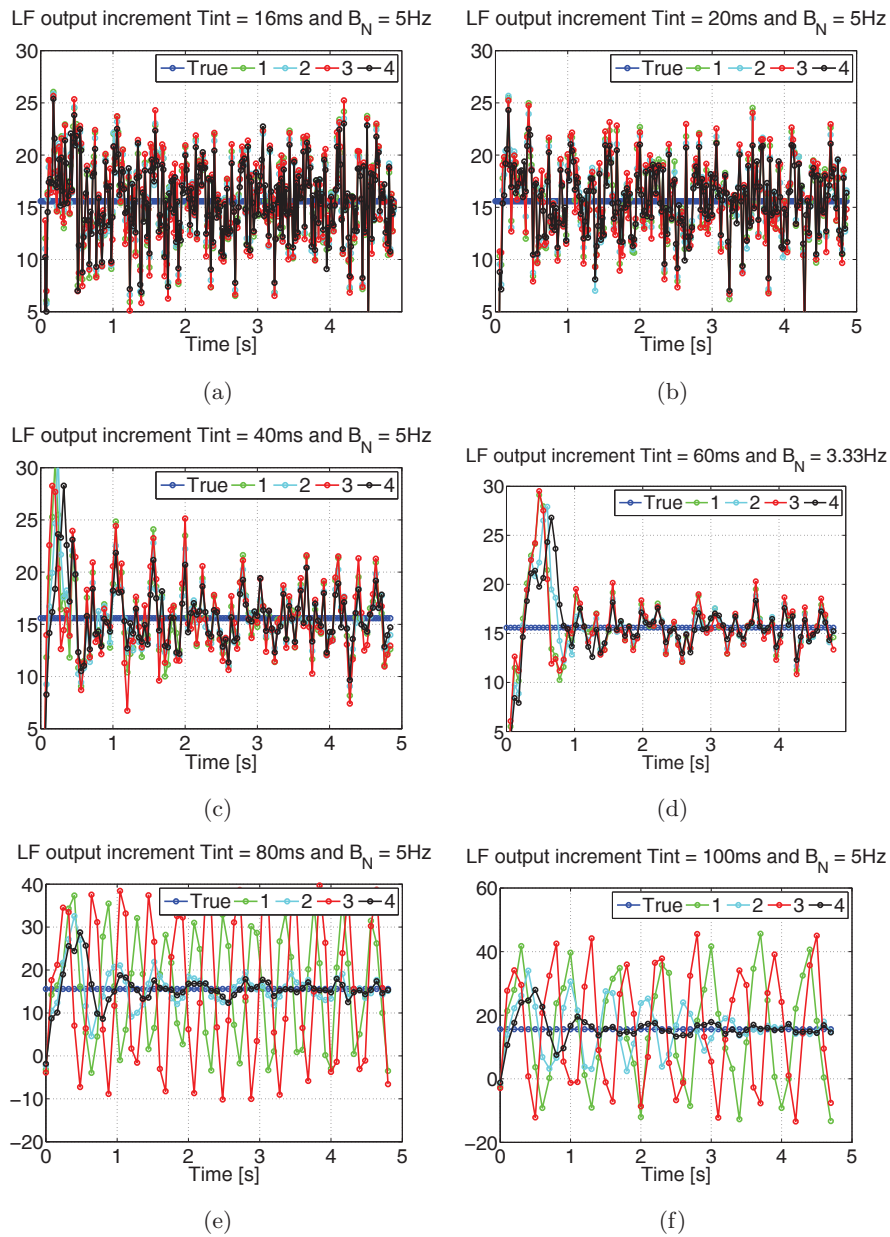 LF output increment Tint = 16ms and B_N = 5Hz
30
25
20
15
10
5
True 1 2 3 4
0 1 2 3 4
Time [s]
(a)
LF output increment Tint = 20ms and B_N = 5Hz
30
25
20
15
10
5
True 1 2 3 4
0 1 2 3 4 5
Time [s]
(b)
LF output increment Tint = 40ms and B_N = 5Hz
30
25
20
15
10
5
True 1 2 3 4
0 1 2 3 4 5
Time [s]
(c)
LF output increment Tint = 60ms and B_N = 3.33Hz
30
25
20
15
10
5
True 1 2 3 4
0 1 2 3 4
Time [s]
(d)
LF output increment Tint = 80ms and B_N = 5Hz
40
30
20
10
0
−10
−20
True 1 2 3 4
0 1 2 3 4 5
Time [s]
(e)
LF output increment Tint = 100ms and B_N = 5Hz
60
40
20
0
−20
True 1 2 3 4
0 1 2 3 4 5
Time [s]
(f)